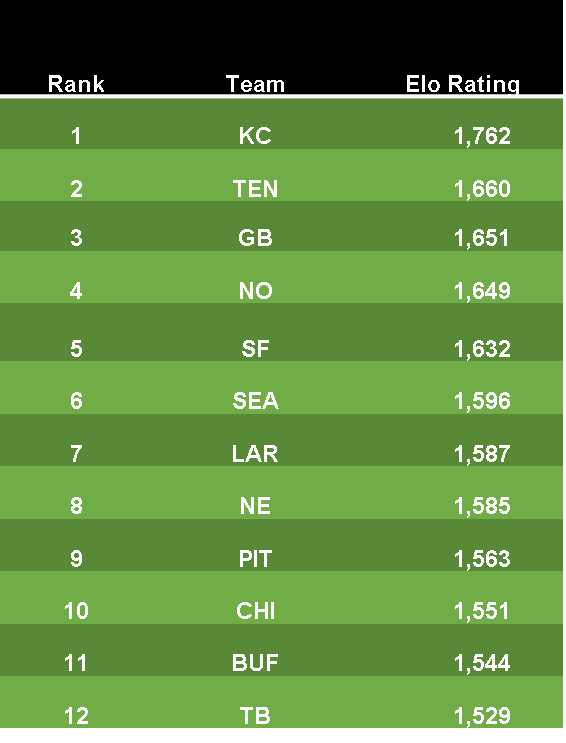 Rank Team Elo Rating
1 KC 1,762
2 TEN 1,660
3 GB 1,651
4 NO 1,649
5 SF 1,632
6 SEA 1,596
7 LAR 1,587
8 NE 1,585
9 PIT 1,563
10 CHI 1,551
11 BUF 1,544
12 TB 1,529